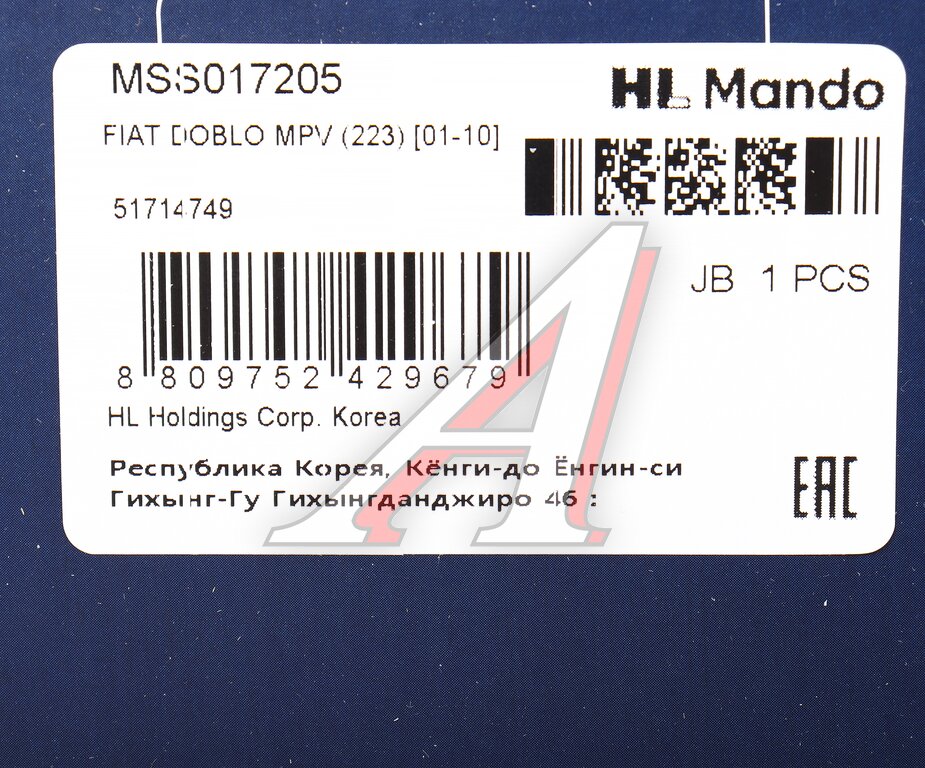 MSS017205
HL Mando
FIAT DOBLO MPV (223) [01-10]
51714749
JB 1 PCS
8 809752 429679
HL Holdings Corp. Korea
Республика Корея, Кёнги-до Ёнгин-си
Гихынг-Гу Гихынгданджиро 46 :
EAC